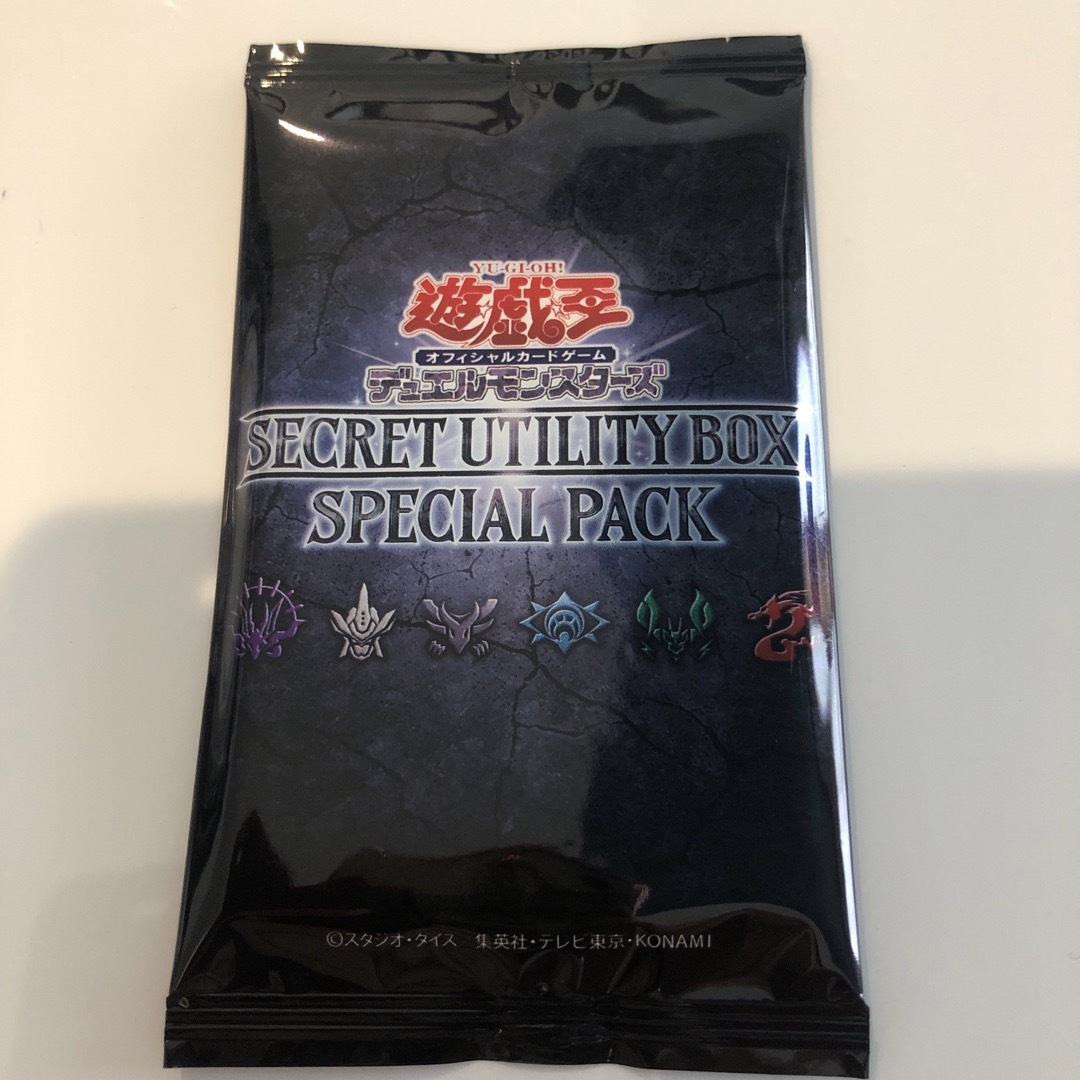 YU-GI-OH!
遊☆戯☆王
オフィシャルカードゲーム
デュエルモンスターズ
SECRET UTILITY BOX
SPECIAL PACK
©スタジオ・ダイス 集英社・テレビ東京・KONAMI